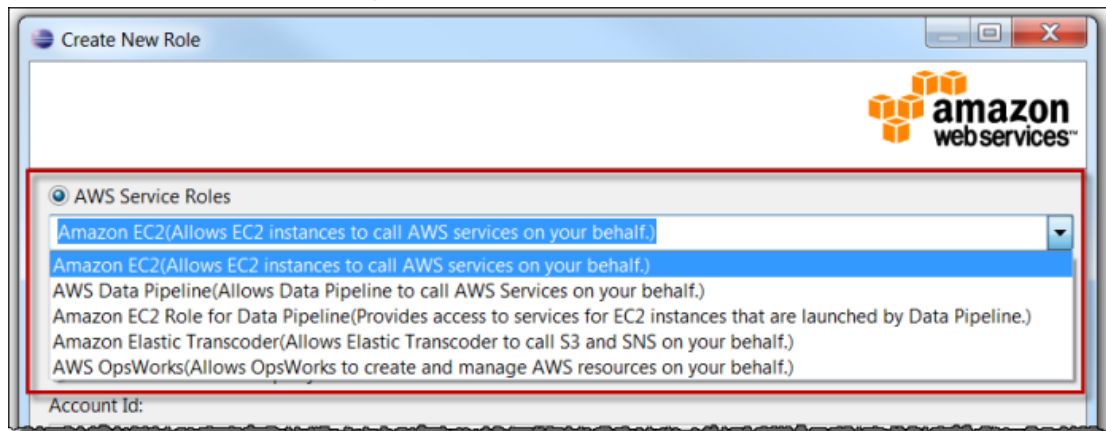 Create New Role
amazon
webservices™
AWS Service Roles
Amazon EC2(Allows EC2 instances to call AWS services on your behalf.)
Amazon EC2(Allows EC2 instances to call AWS services on your behalf.)
AWS Data Pipeline(Allows Data Pipeline to call AWS Services on your behalf.)
Amazon EC2 Role for Data Pipeline(Provides access to services for EC2 instances that are launched by Data Pipeline.)
Amazon Elastic Transcoder(Allows Elastic Transcoder to call S3 and SNS on your behalf.)
AWS OpsWorks(Allows OpsWorks to create and manage AWS resources on your behalf.)
Account Id: